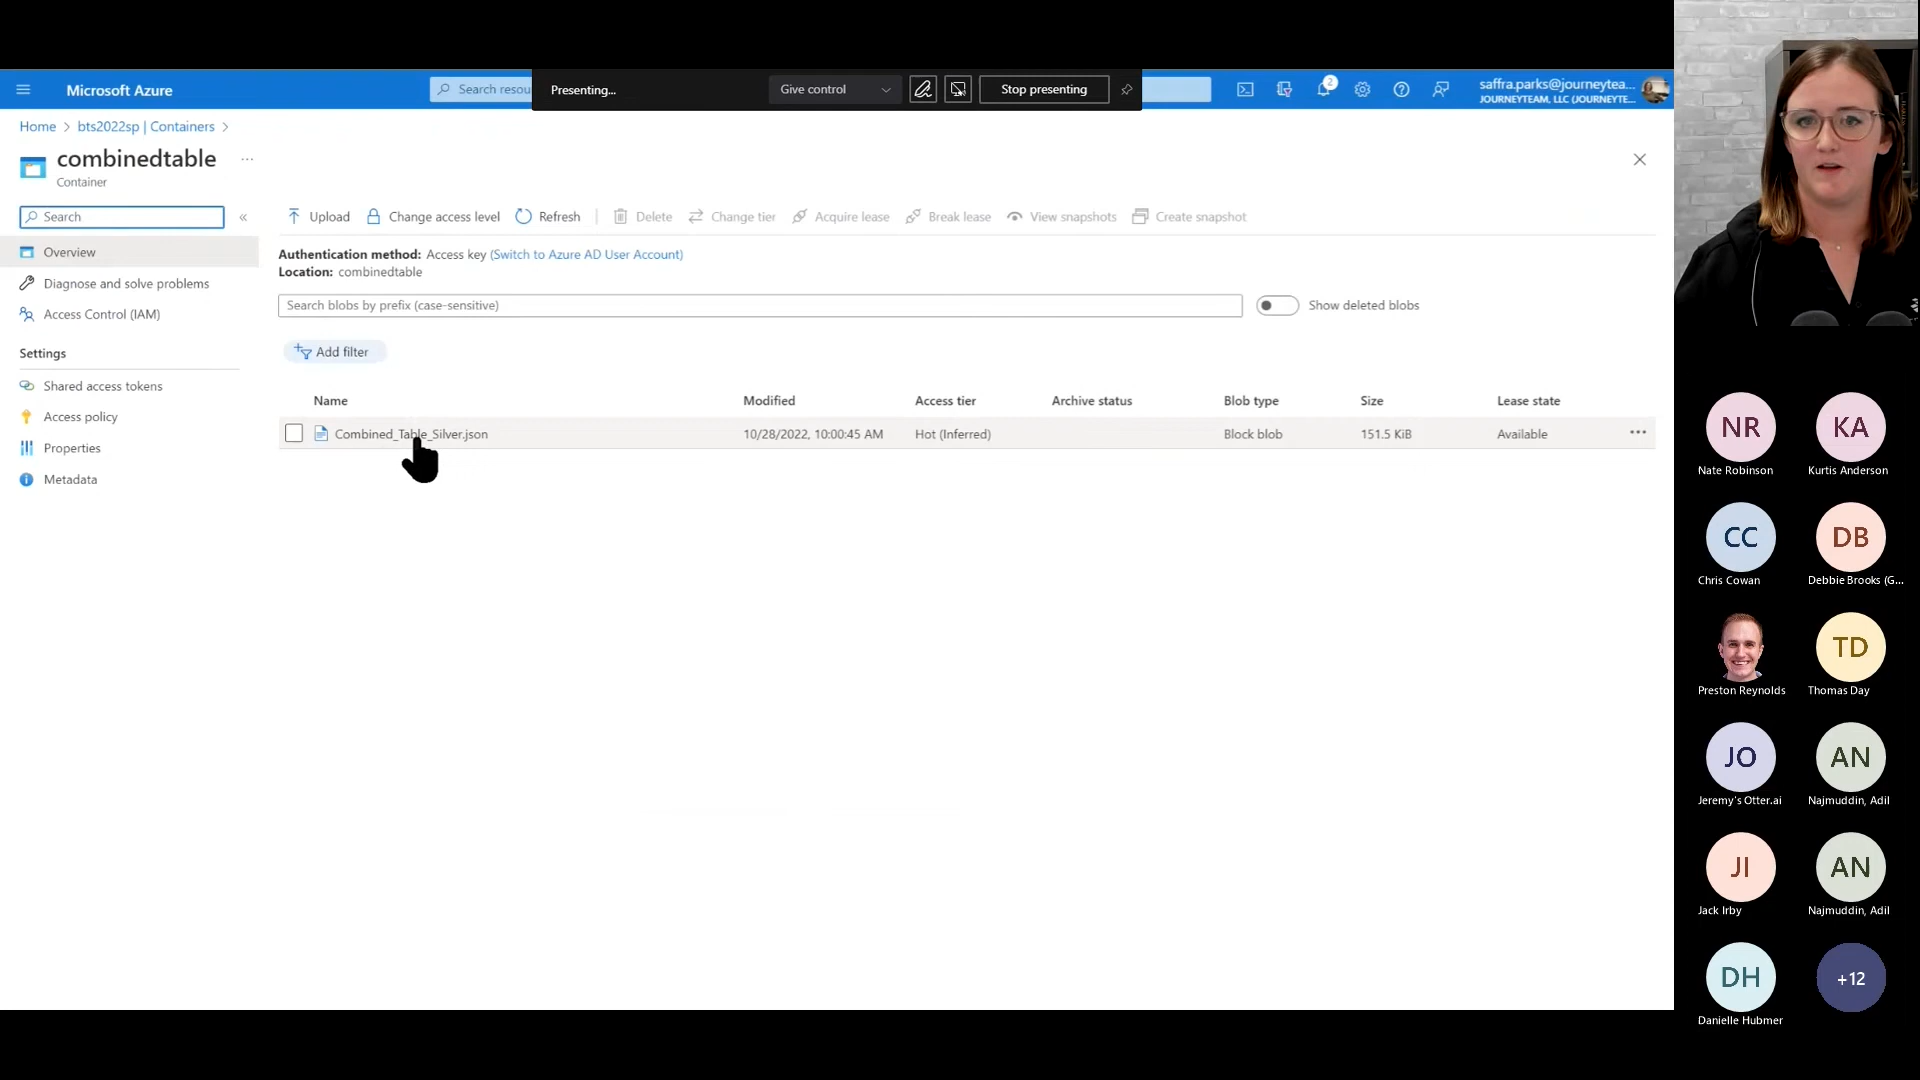 Microsoft Azure
Search resou
Presenting...
Give control
Stop presenting
2
saffra.parks@journeytea...
JOURNEYTEAM, LLC (JOURNEYTE...
Home > bts2022sp | Containers >
combinedtable ...
Container
Search
«
Upload
Change access level
Refresh
Delete
Change tier
Acquire lease
Break lease
View snapshots
Create snapshot
Overview
Diagnose and solve problems
Access Control (IAM)
Settings
Shared access tokens
Access policy
Properties
Metadata
Authentication method: Access key (Switch to Azure AD User Account)
Location: combinedtable
Search blobs by prefix (case-sensitive)
Show deleted blobs
Add filter
Name Modified Access tier Archive status Blob type Size Lease state
Combined_Table_Silver.json 10/28/2022, 10:00:45 AM Hot (Inferred) Block blob 151.5 KiB Available ...
NR
Nate Robinson
KA
Kurtis Anderson
CC
Chris Cowan
DB
Debbie Brooks (G...
Preston Reynolds
TD
Thomas Day
JO
Jeremy's Otter.ai
AN
Najmuddin, Adil
JI
Jack Irby
AN
Najmuddin, Adil
DH
Danielle Hubmer
+12